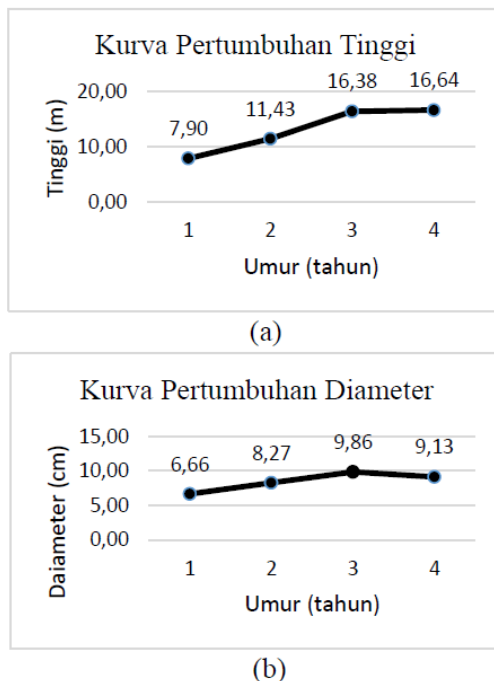 Kurva Pertumbuhan Tinggi
16,38 16,64
20,00
11,43
7,90
10,00
0,00
Tinggi (m)
1 2 3 4
Umur (tahun)
(a)
Kurva Pertumbuhan Diameter
15,00
9,86 9,13
8,27
6,66
10,00
5,00
0,00
Daiameter (cm)
1 2 3 4
Umur (tahun)
(b)